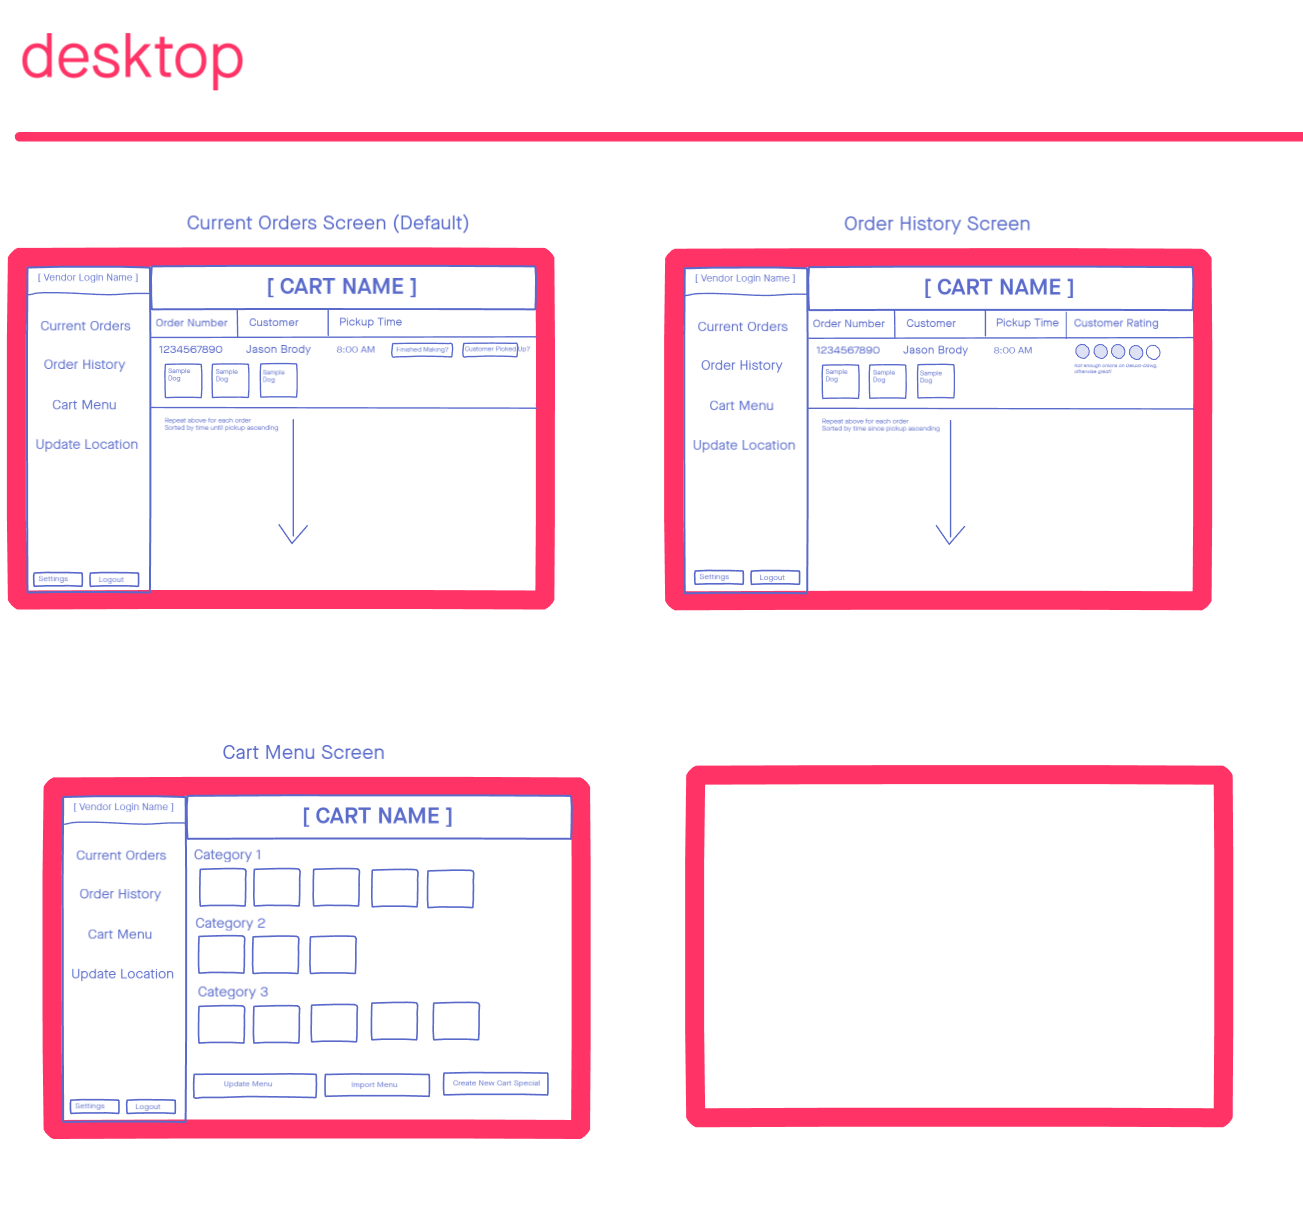 desktop
Current Orders Screen (Default)
[ Vendor Login Name ]
[ CART NAME ]
Current Orders
Order History
Cart Menu
Update Location
Settings
Logout
Order Number
Customer
Pickup Time
1234567890
Jason Brody
8:00 AM
Finished Making?
Customer Picked Up?
Sample
Dog
Sample
Dog
Sample
Dog
Repeat above for each order
Sorted by time until pickup ascending
Order History Screen
[ Vendor Login Name ]
[ CART NAME ]
Current Orders
Order History
Cart Menu
Update Location
Settings
Logout
Order Number
Customer
Pickup Time
Customer Rating
1234567890
Jason Brody
8:00 AM
Not enough onions on
otherwise great!
Sample
Dog
Sample
Dog
Sample
Dog
Repeat above for each order
Sorted by time since pickup ascending
Cart Menu Screen
[ Vendor Login Name ]
[ CART NAME ]
Current Orders
Order History
Cart Menu
Update Location
Settings
Logout
Category 1
Category 2
Category 3
Update Menu
Import Menu
Create New Cart Special